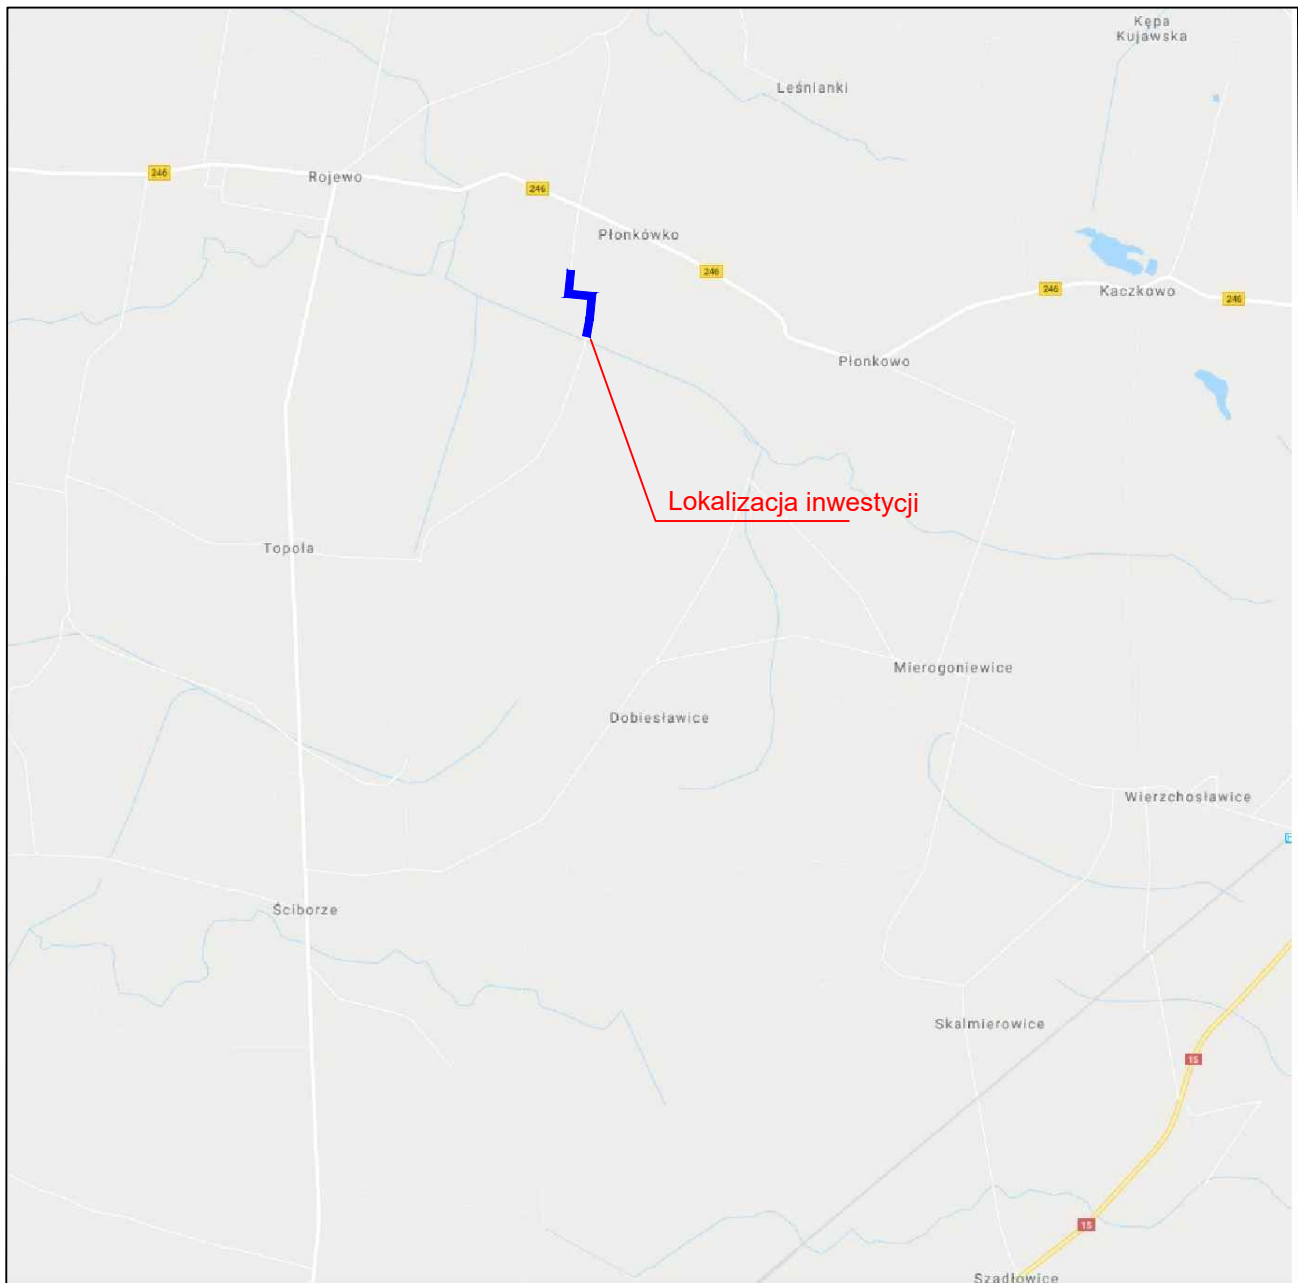 Kępa
Kujawska
Leśnianki
246
Rojewo
246
Płonkówko
246
246
Kaczkowo
246
Płonkowo
Lokalizacja inwestycji
Topola
Mierogoniewice
Dobiesławice
Wierzchosławice
Ściborze
Skalmierowice
15
15
Szadłowice